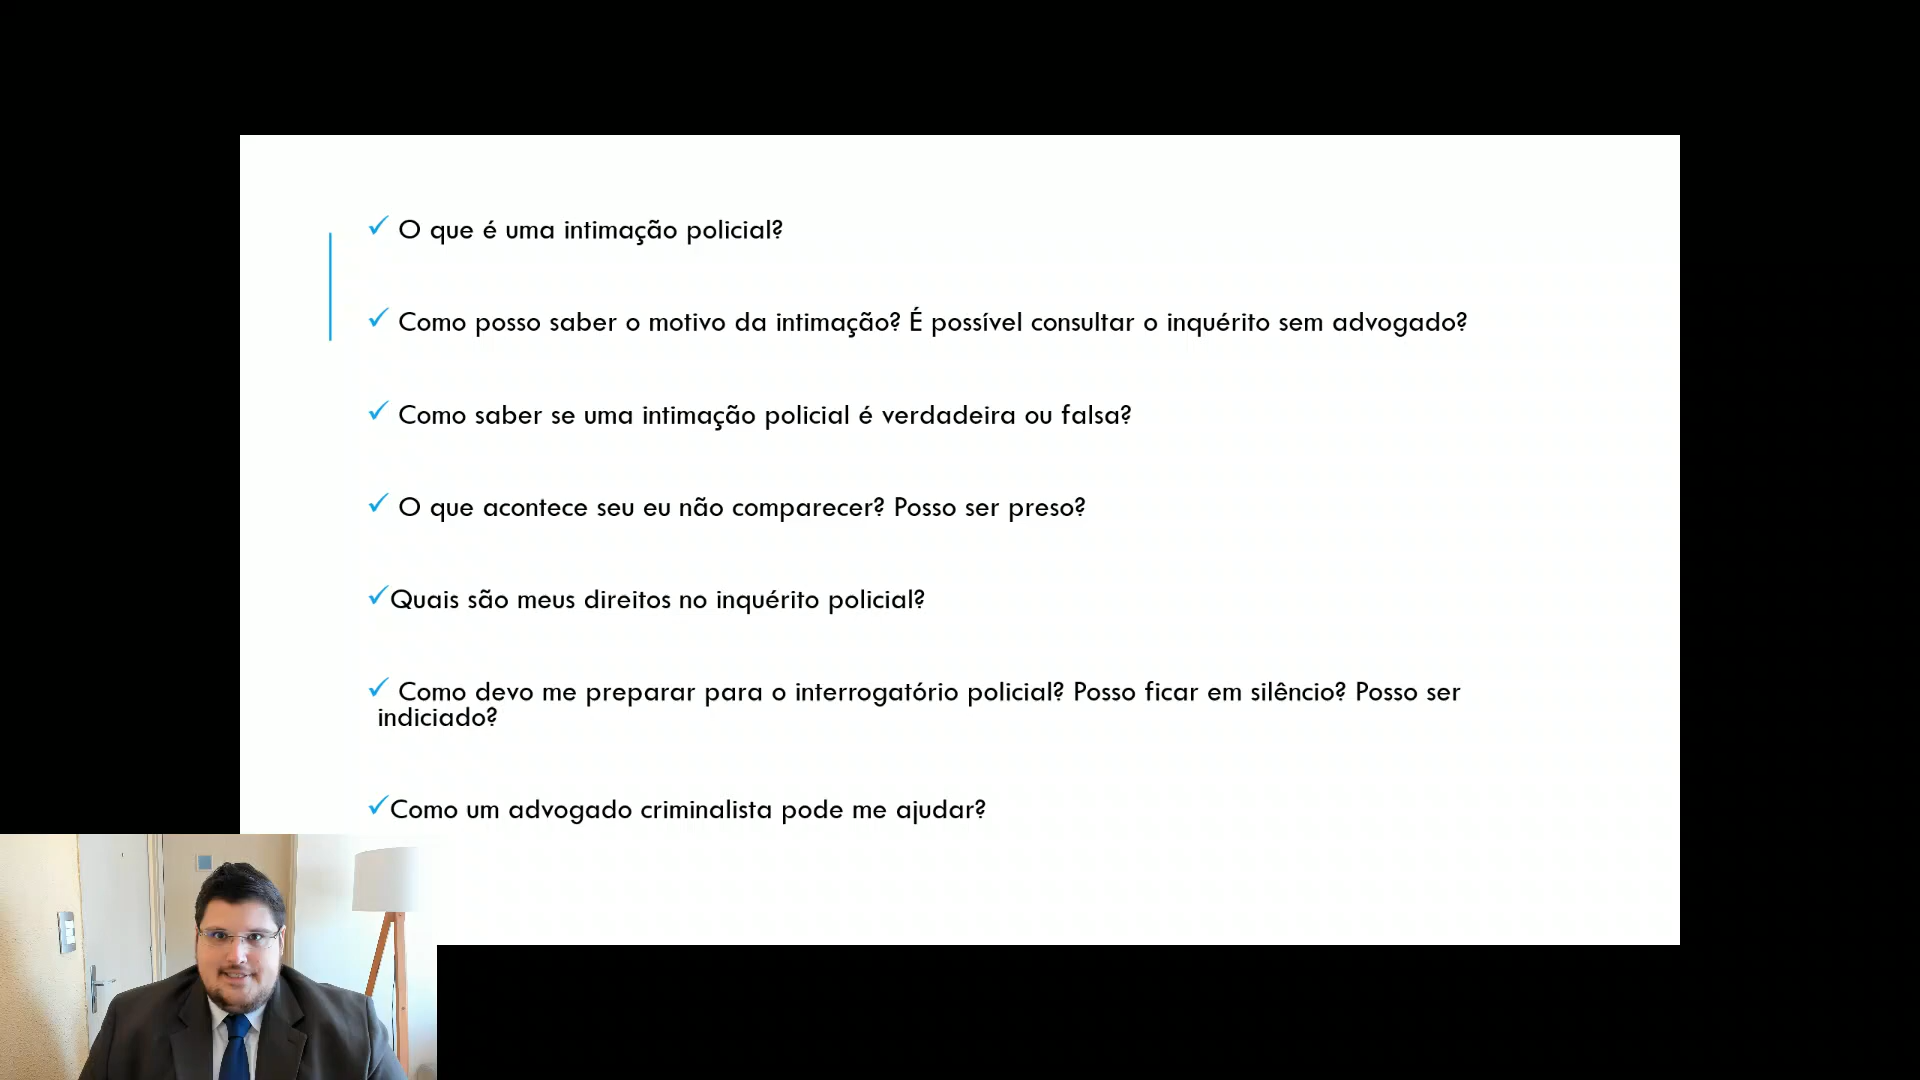 O que é uma intimação policial?
Como posso saber o motivo da intimação? É possível consultar o inquérito sem advogado?
Como saber se uma intimação policial é verdadeira ou falsa?
O que acontece seu eu não comparecer? Posso ser preso?
Quais são meus direitos no inquérito policial?
Como devo me preparar para o interrogatório policial? Posso ficar em silêncio? Posso ser
indiciado?
Como um advogado criminalista pode me ajudar?